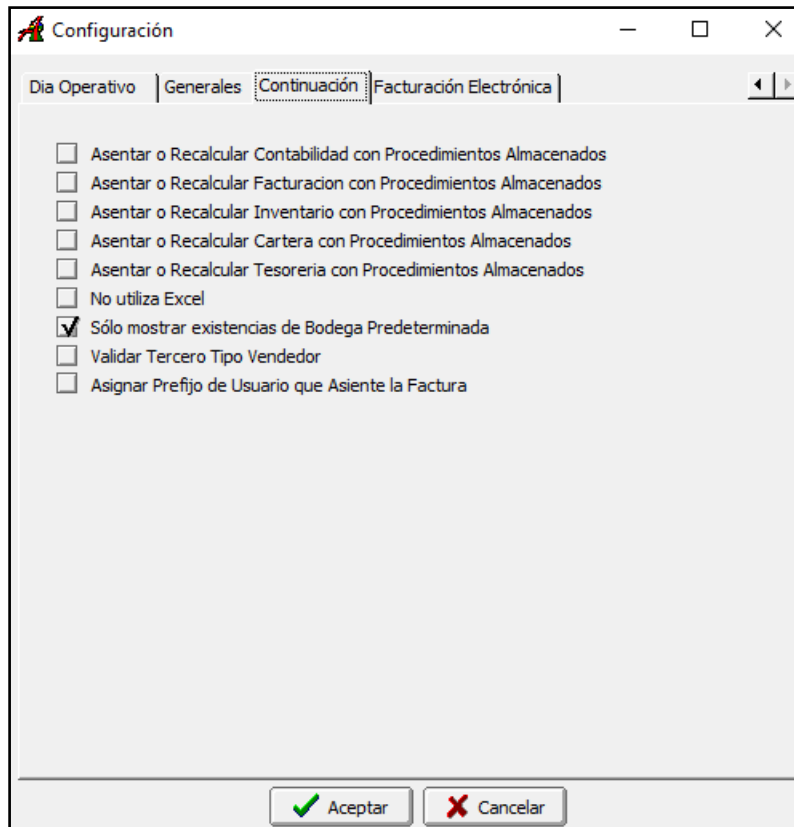 Configuración
Dia Operativo Generales Continuación Facturación Electrónica
Asentar o Recalcular Contabilidad con Procedimientos Almacenados
Asentar o Recalcular Facturacion con Procedimientos Almacenados
Asentar o Recalcular Inventario con Procedimientos Almacenados
Asentar o Recalcular Cartera con Procedimientos Almacenados
Asentar o Recalcular Tesoreria con Procedimientos Almacenados
No utiliza Excel
Sólo mostrar existencias de Bodega Predeterminada
Validar Tercero Tipo Vendedor
Asignar Prefijo de Usuario que Asiente la Factura
Aceptar Cancelar